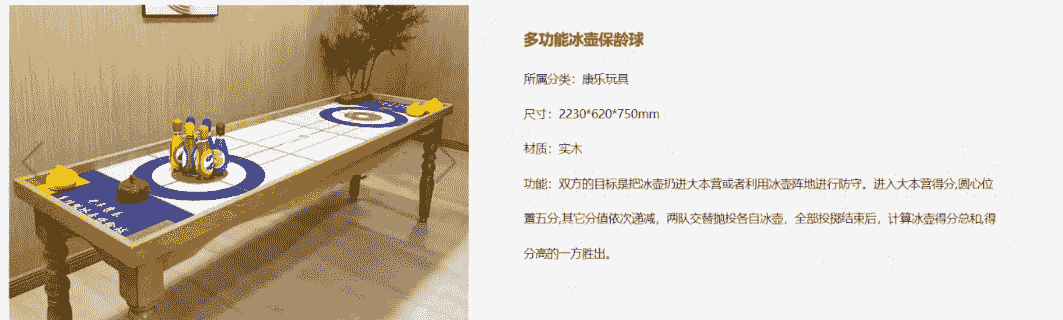 多功能冰壶保龄球
所属分类：康乐玩具
尺寸：2230*620*750mm
材质：实木
功能：双方的目标是把冰壶扔进大本营或者利用冰壶阵地进行防守。进入大本营得分,圆心位
置五分,其它分值依次递减，两队交替抛投各自冰壶，全部投掷结束后，计算冰壶得分总和,得
分高的一方胜出。